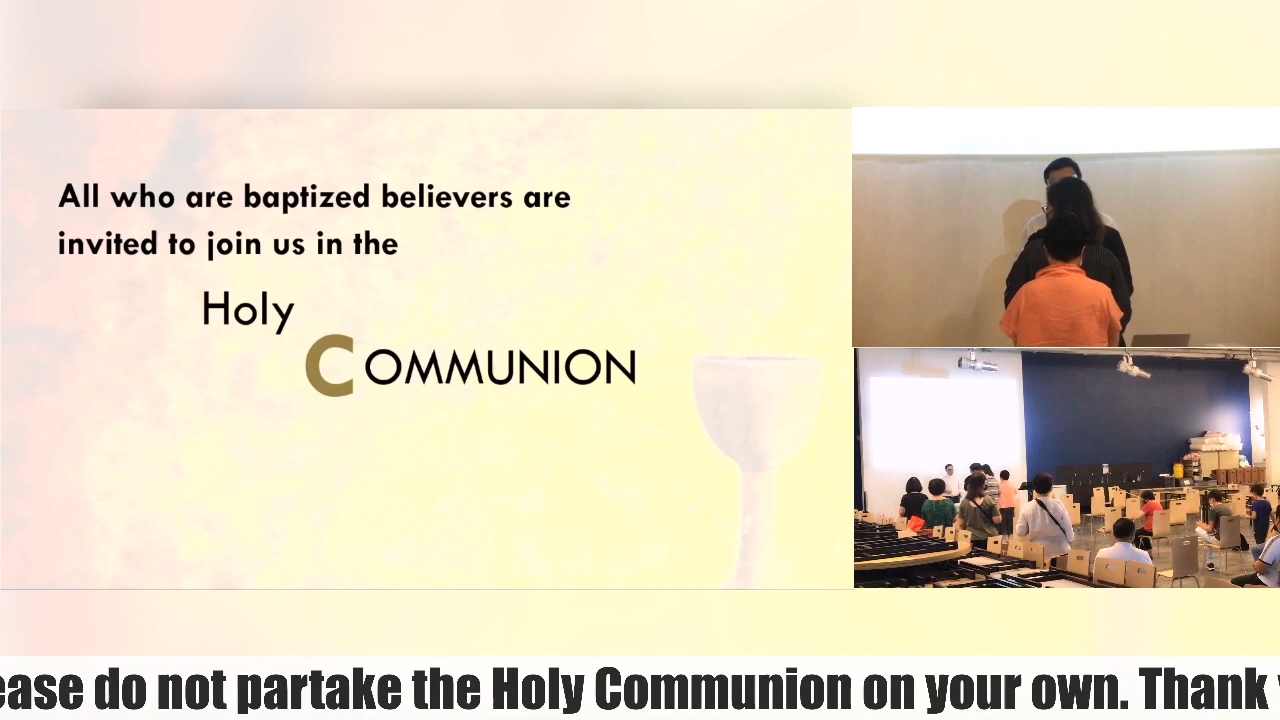 All who are baptized believers are
invited to join us in the
Holy
COMMUNION
ease do not partake the Holy Communion on your own. Thank